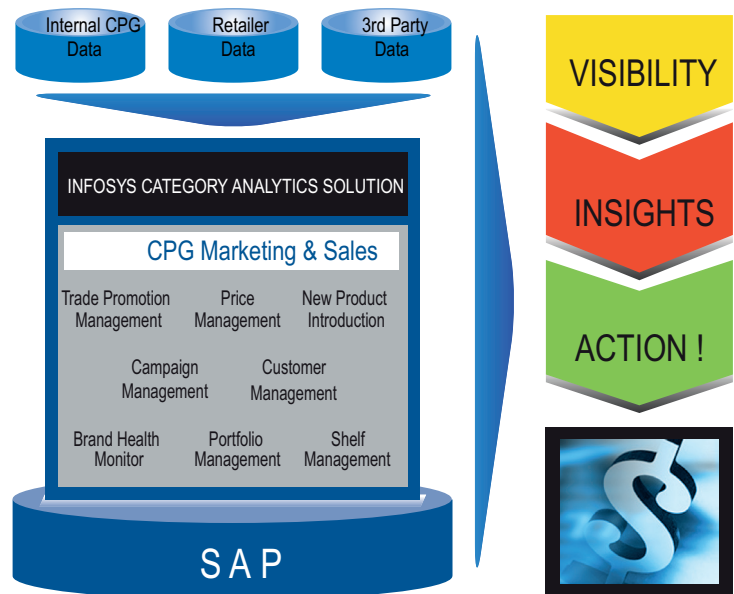 Internal CPG
Data
Retailer
Data
3rd Party
Data
INFOSYS CATEGORY ANALYTICS SOLUTION
CPG Marketing & Sales
Trade Promotion
Management
Price
Management
New Product
Introduction
Campaign
Management
Customer
Management
Brand Health
Monitor
Portfolio
Management
Shelf
Management
S A P
VISIBILITY
INSIGHTS
ACTION !
$